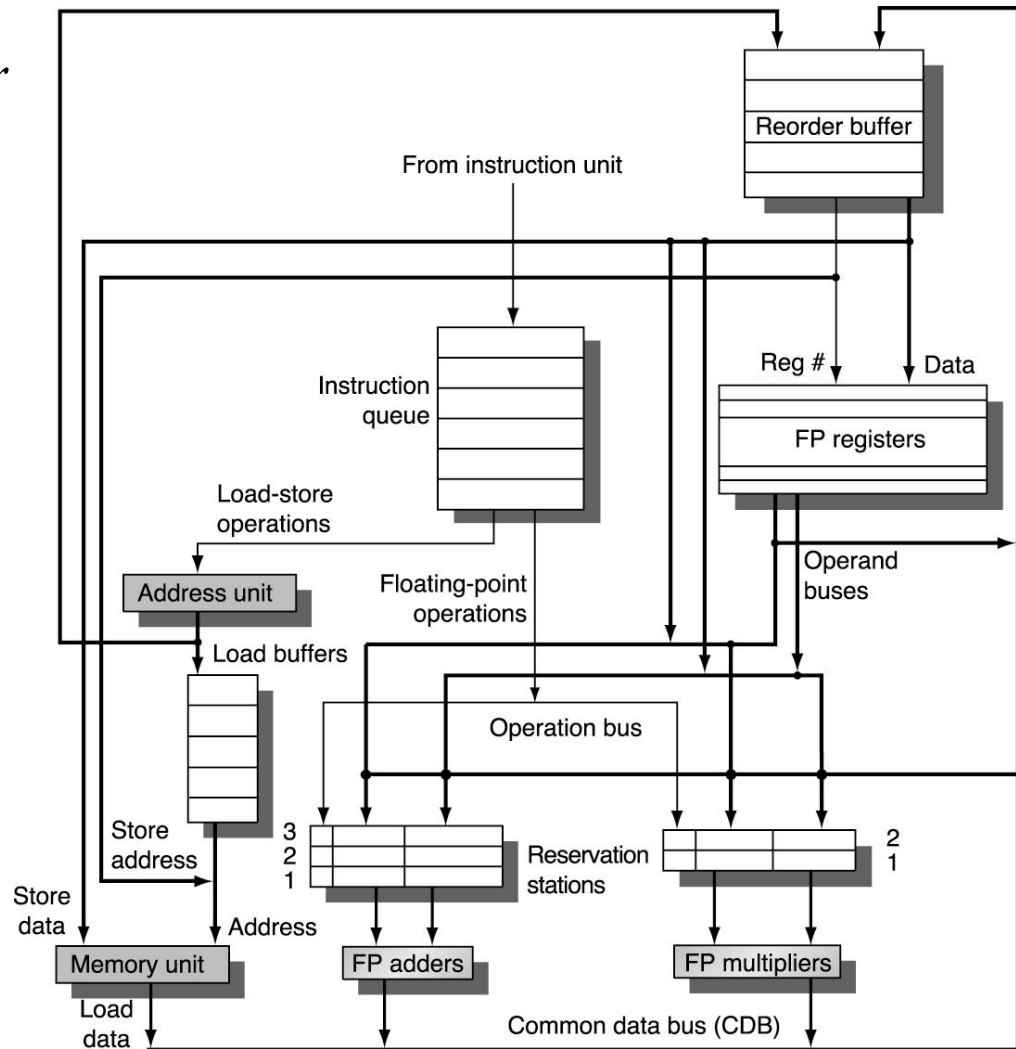 Reorder buffer
From instruction unit
Reg #
Data
Instruction
queue
FP registers
Load-store
operations
Operand
buses
Address unit
Floating-point
operations
Load buffers
Operation bus
Store
address
3
2
1
Reservation
stations
2
1
Store
data
Address
Memory unit
FP adders
FP multipliers
Load
data
Common data bus (CDB)